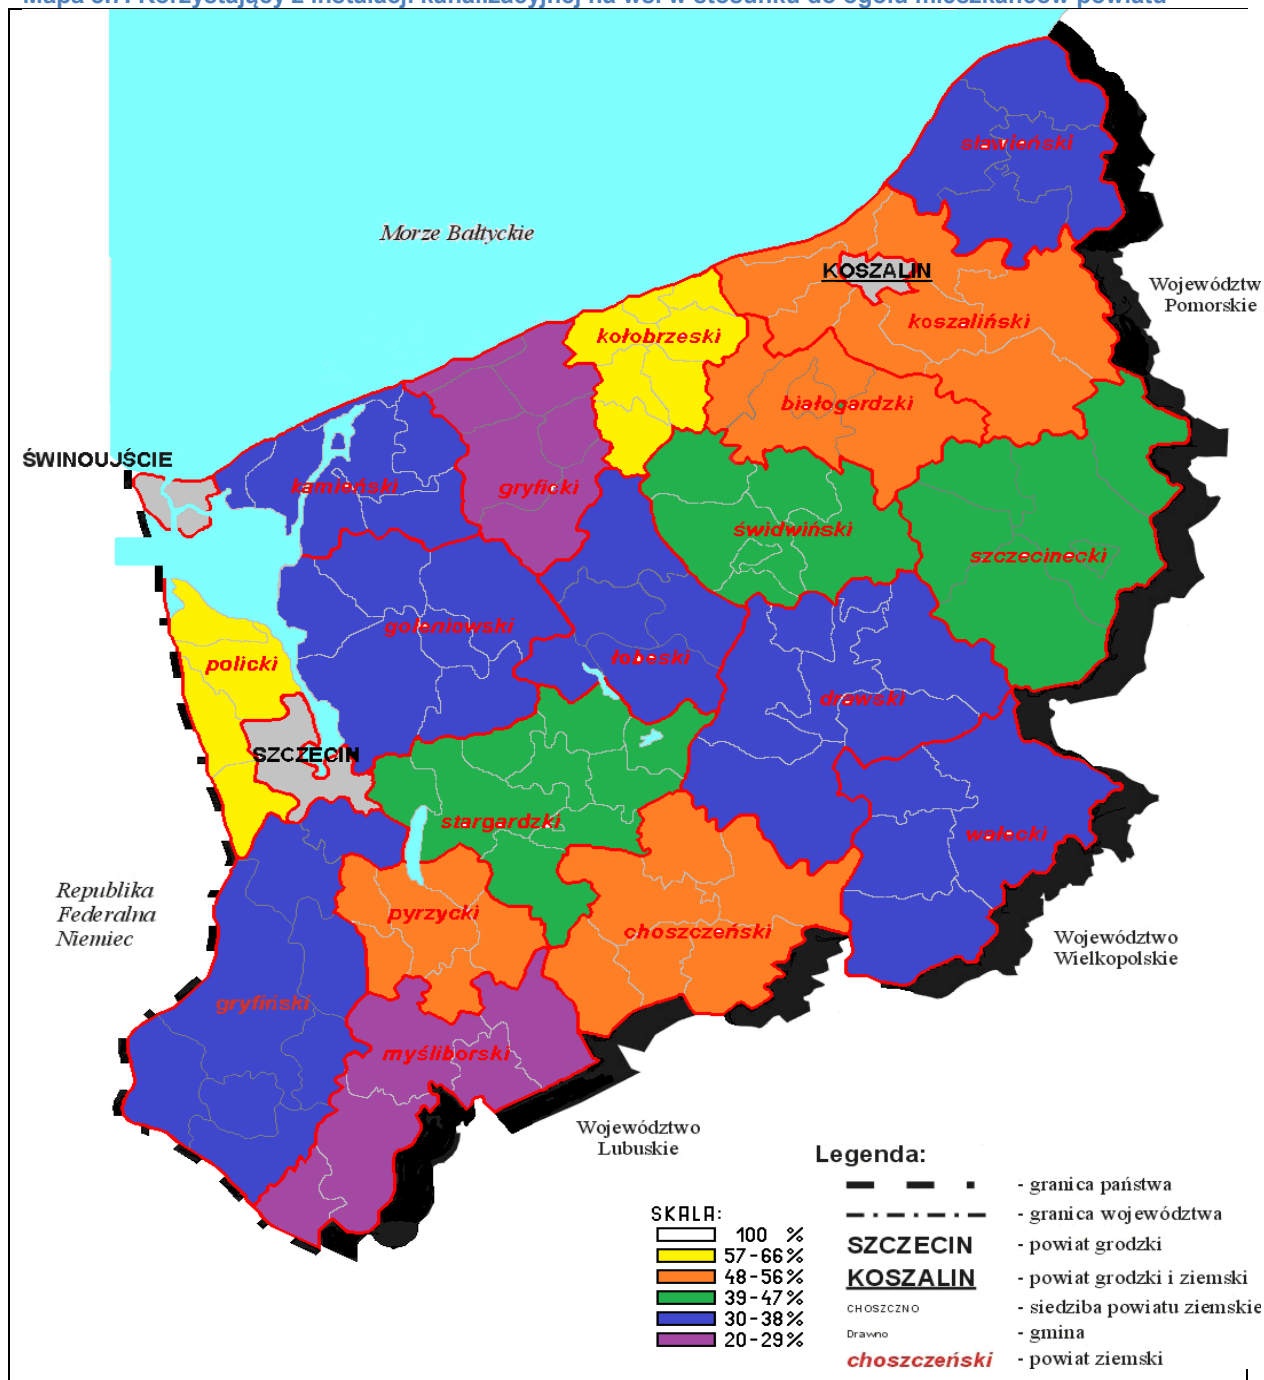 sławieński
Morze Bałtyckie
KOSZALIN
Województw
Pomorskie
koszaliński
kołobrzeski
białogardzki
ŚWINOUJŚCIE
kamieński
gryficki
świdwiński
szczecinecki
goleniowski
łobeski
policki
drawski
SZCZECIN
stargardzki
wałecki
Republika
Federalna
Niemiec
pyrzycki
choszczeński
Województwo
Wielkopolskie
gryfiński
myśliborski
Województwo
Lubuskie
Legenda:
- granica państwa
- granica województwa
SZCZECIN - powiat grodzki
KOSZALIN - powiat grodzki i ziemski
CHOSZCZNO - siedziba powiatu ziemskie
Drawno - gmina
choszczeński - powiat ziemski
SKALA:
100 %
57-66%
48-56%
39-47%
30-38%
20-29%